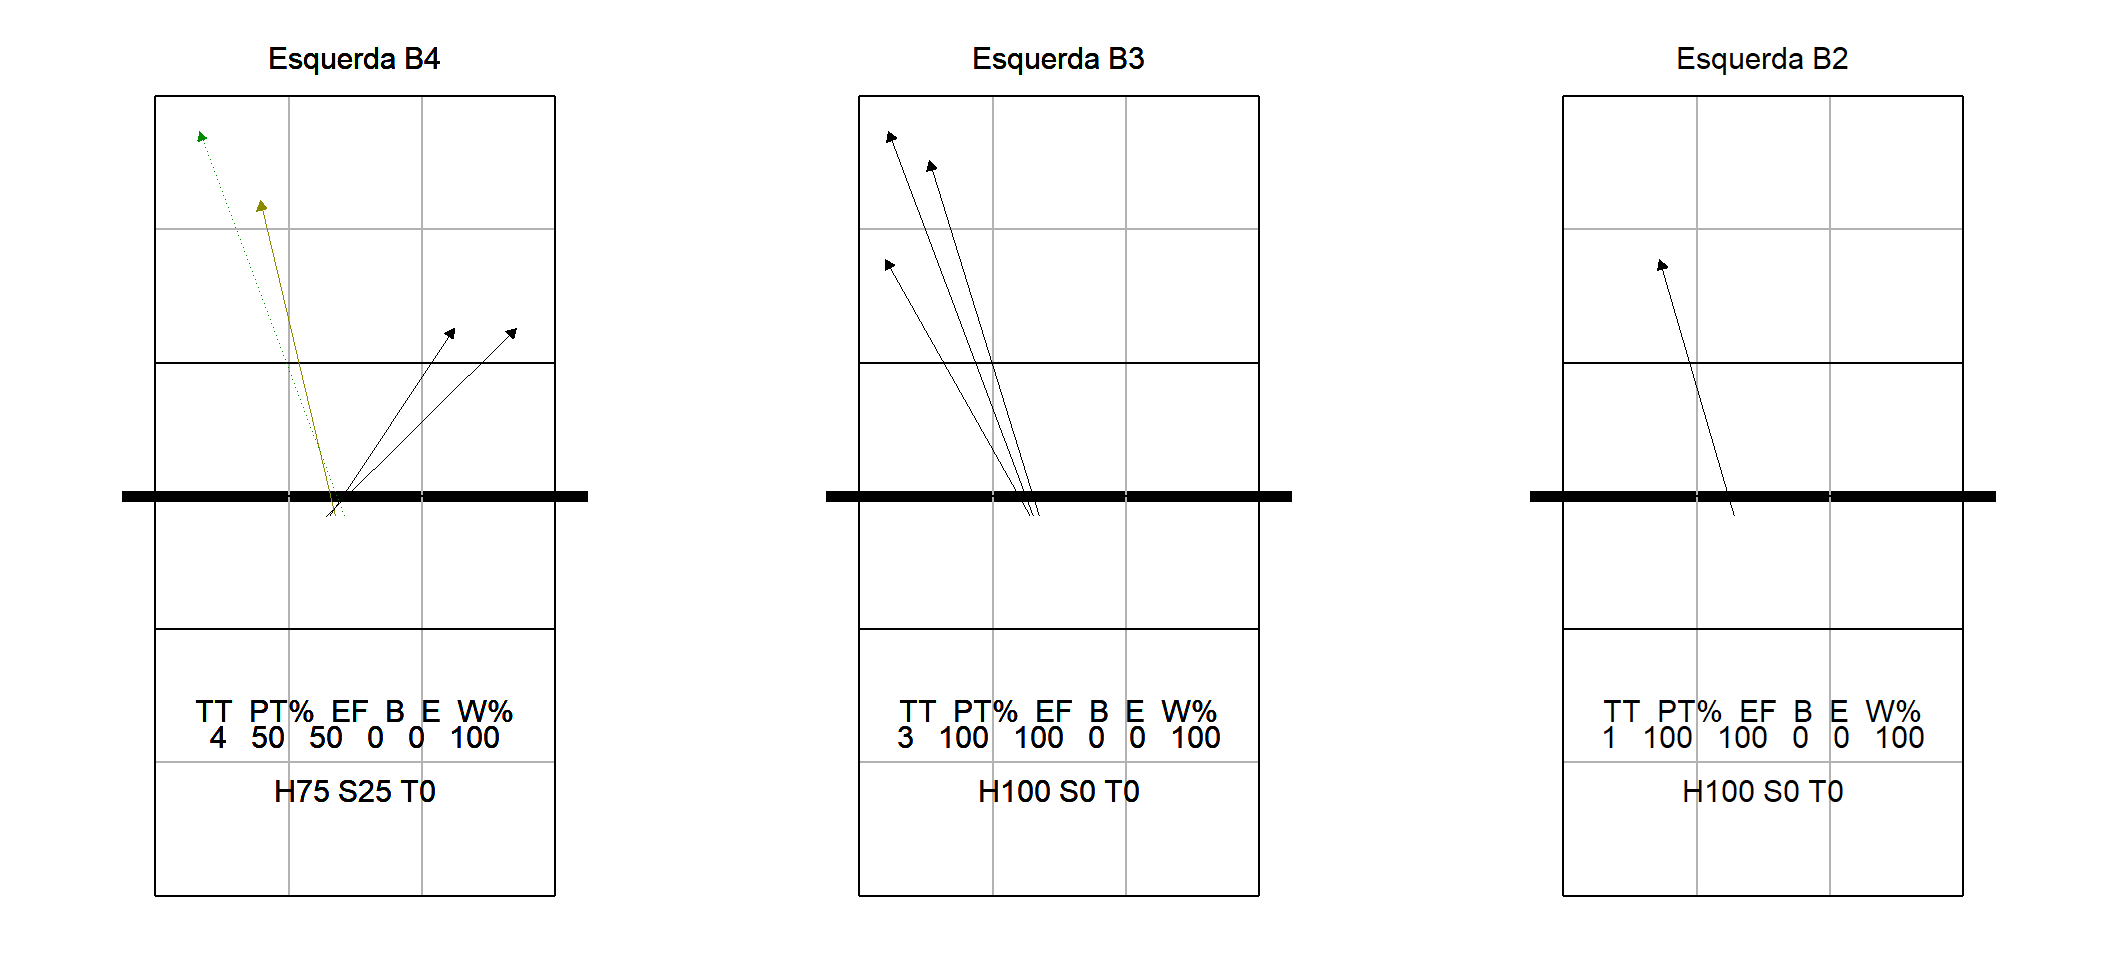 Esquerda B4
TT PT% EF B E W%
4 50 50 0 0 100
H75 S25 T0
Esquerda B3
TT PT% EF B E W%
3 100 100 0 0 100
H100 S0 T0
Esquerda B2
TT PT% EF B E W%
1 100 100 0 0 100
H100 S0 T0